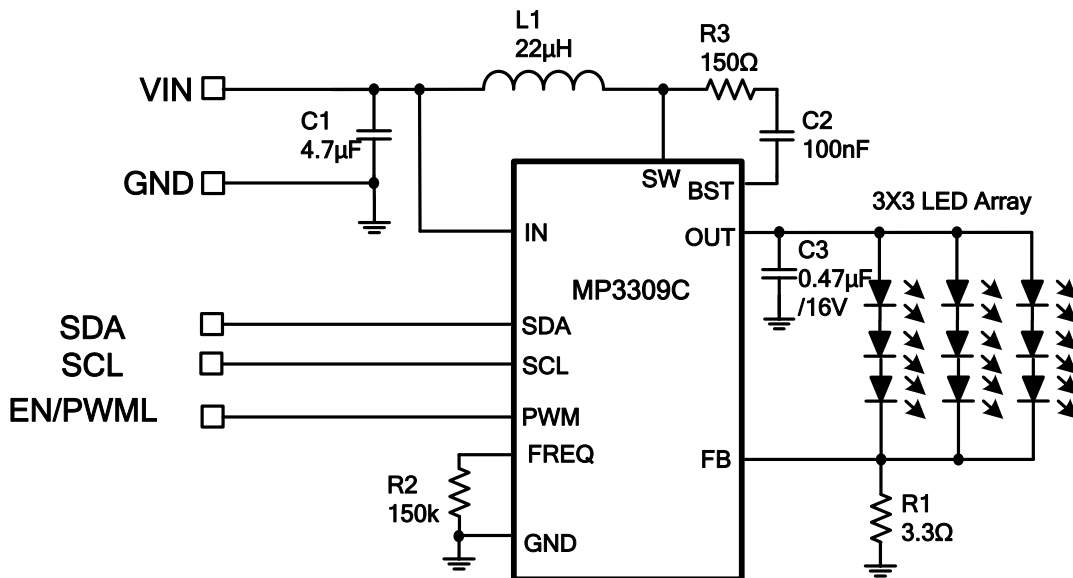 L1
22µH
R3
150Ω
VIN
C1
4.7µF
C2
100nF
GND
SW
BST
3X3 LED Array
IN
OUT
C3
0.47µF
/16V
MP3309C
SDA
SDA
SCL
SCL
EN/PWML
PWM
FREQ
FB
R2
150k
R1
3.3Ω
GND